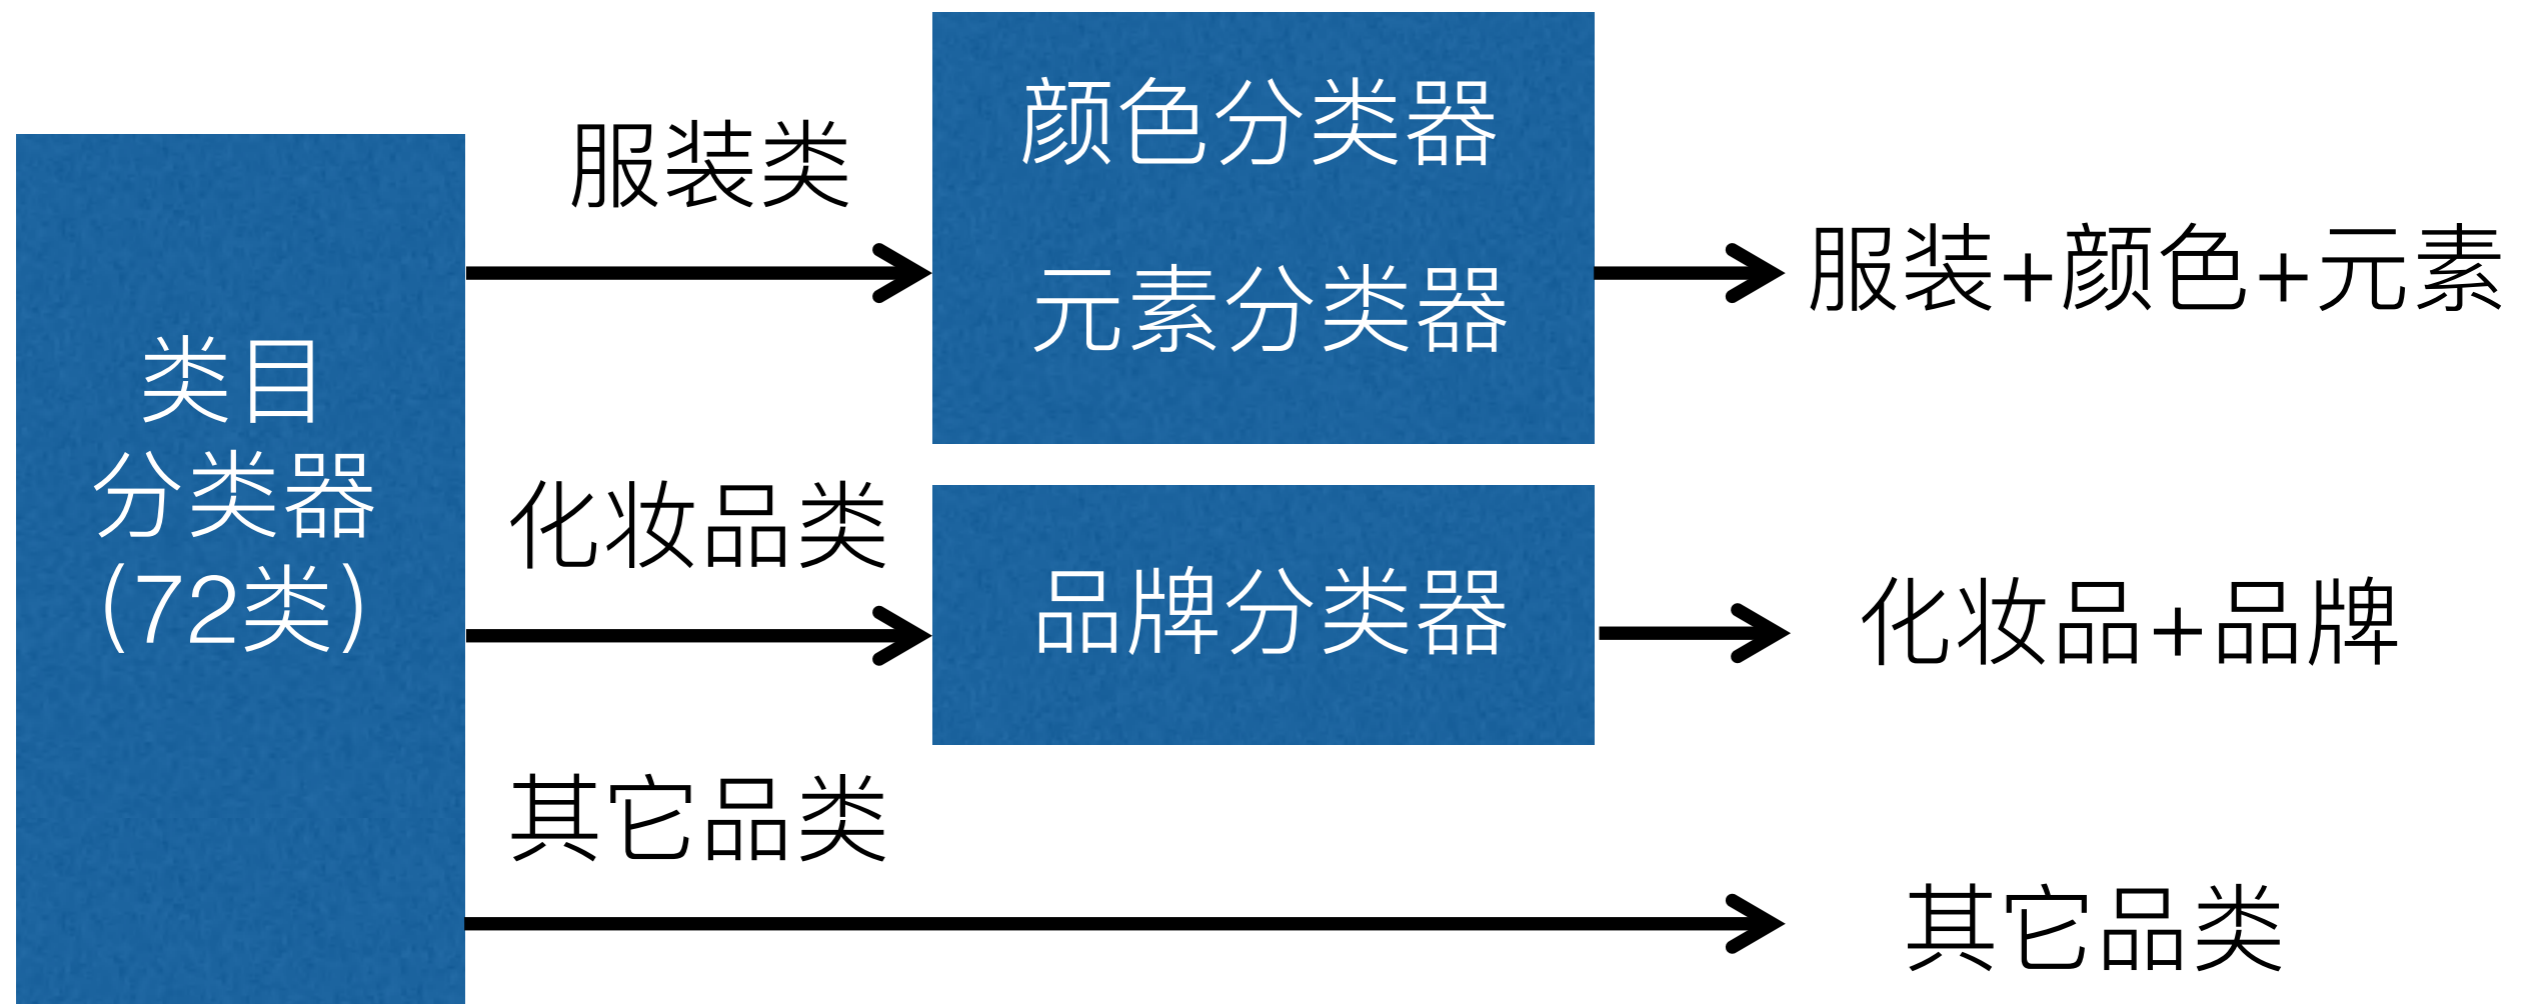 类目
分类器
(72类)
服装类
颜色分类器
元素分类器
服装+颜色+元素
化妆品类
品牌分类器
化妆品+品牌
其它品类
其它品类